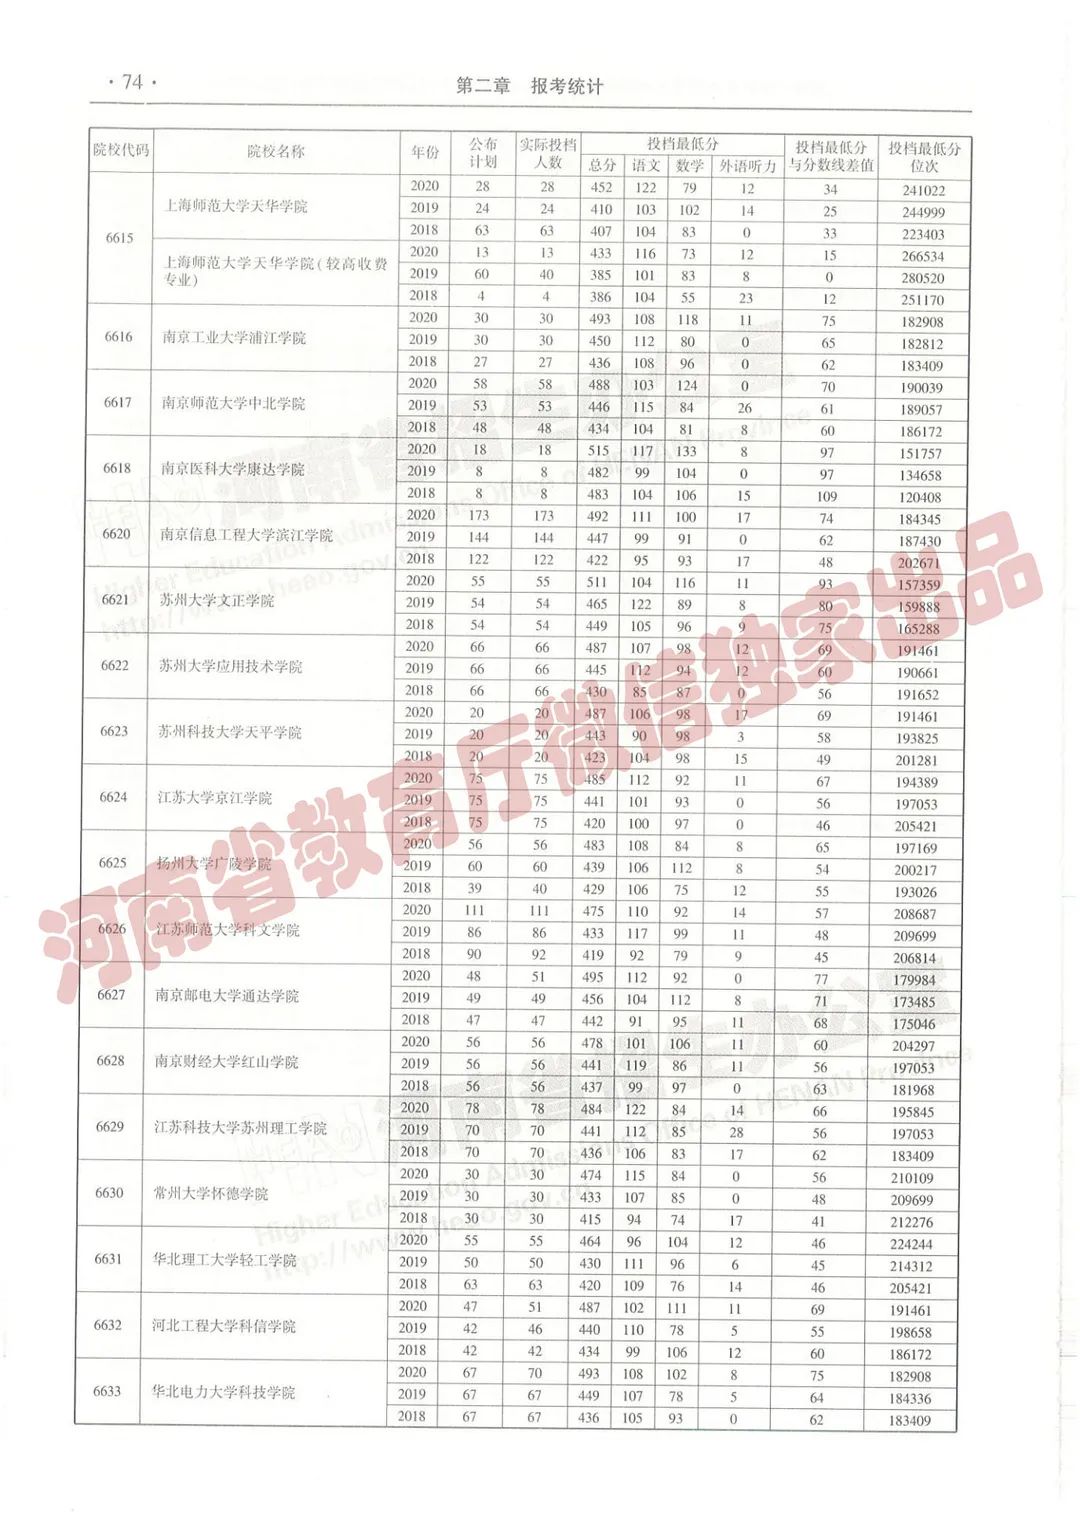 · 74 ·
第二章 报考统计
院校代码 院校名称 年份 公布计划 实际投档人数 投档最低分 投档最低分与分数线差值 投档最低分位次
总分 语文 数学 外语听力
6615 上海师范大学天华学院 2020 28 28 452 122 79 12 34 241022
2019 24 24 410 103 102 14 25 244999
2018 63 63 407 104 83 0 33 223403
上海师范大学天华学院(较高收费专业) 2020 13 13 433 116 73 12 15 266534
2019 60 40 385 101 83 8 0 280520
2018 4 4 386 104 55 23 12 251170
6616 南京工业大学浦江学院 2020 30 30 493 108 118 11 75 182908
2019 30 30 450 112 80 0 65 182812
2018 27 27 436 108 96 0 62 183409
6617 南京师范大学中北学院 2020 58 58 488 103 124 0 70 190039
2019 53 53 446 115 84 26 61 189057
2018 48 48 434 104 81 8 60 186172
6618 南京医科大学康达学院 2020 18 18 515 117 133 8 97 151757
2019 8 8 482 99 104 0 97 134658
2018 8 8 483 104 106 15 109 120408
6620 南京信息工程大学滨江学院 2020 173 173 492 111 100 17 74 184345
2019 144 144 447 99 91 0 62 187430
2018 122 122 422 95 93 17 48 202671
6621 苏州大学文正学院 2020 55 55 511 104 116 11 93 157359
2019 54 54 465 122 89 8 80 159888
2018 54 54 449 105 96 9 75 165288
6622 苏州大学应用技术学院 2020 66 66 487 107 98 12 69 191461
2019 66 66 445 112 94 12 60 190661
2018 66 66 430 85 87 0 56 191652
6623 苏州科技大学天平学院 2020 20 20 487 106 98 17 69 191461
2019 20 20 443 90 98 3 58 193825
2018 20 20 423 104 98 15 49 201281
6624 江苏大学京江学院 2020 75 75 485 112 92 11 67 194389
2019 75 75 441 101 93 0 56 197053
2018 75 75 420 100 97 0 46 205421
6625 扬州大学广陵学院 2020 56 56 483 108 84 8 65 197169
2019 60 60 439 106 112 8 54 200217
2018 39 40 429 106 75 12 55 193026
6626 江苏师范大学科文学院 2020 111 111 475 110 92 14 57 208687
2019 86 86 433 117 99 11 48 209699
2018 90 92 419 92 79 9 45 206814
6627 南京邮电大学通达学院 2020 48 51 495 112 92 0 77 179984
2019 49 49 456 104 112 8 71 173485
2018 47 47 442 91 95 11 68 175046
6628 南京财经大学红山学院 2020 56 56 478 101 106 11 60 204297
2019 56 56 441 119 86 11 56 197053
2018 56 56 437 99 97 0 63 181968
6629 江苏科技大学苏州理工学院 2020 78 78 484 122 84 14 66 195845
2019 70 70 441 112 85 28 56 197053
2018 70 70 436 106 83 17 62 183409
6630 常州大学怀德学院 2020 30 30 474 115 84 0 56 210109
2019 30 30 433 107 85 0 48 209699
2018 30 30 415 94 74 17 41 212276
6631 华北理工大学轻工学院 2020 55 55 464 96 104 12 46 224244
2019 50 50 430 111 96 6 45 214312
2018 63 63 420 109 76 14 46 205421
6632 河北工程大学科信学院 2020 47 51 487 102 111 11 69 191461
2019 42 46 440 110 78 5 55 198658
2018 42 42 434 99 106 12 60 186172
6633 华北电力大学科技学院 2020 67 70 493 108 102 8 75 182908
2019 67 67 449 107 78 5 64 184336
2018 67 67 436 105 93 0 62 183409
河南省教育厅微信独家出品
河南省招生办公室
Higher Education Admissions Office of HENAN Province
http://www.heao.gov.cn
河南省招生办公室
Higher Education Admissions Office of HENAN Province
http://www.heao.gov.cn